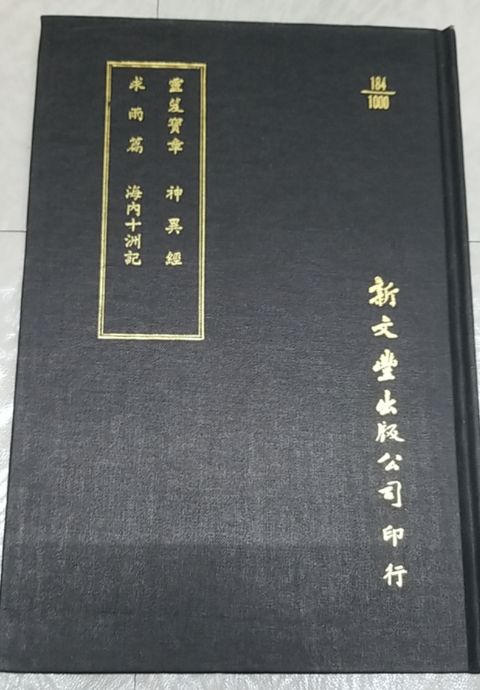 184
1000
靈笈寶章 神異經
求雨篇 海內十洲記
新文豐出版公司 印行